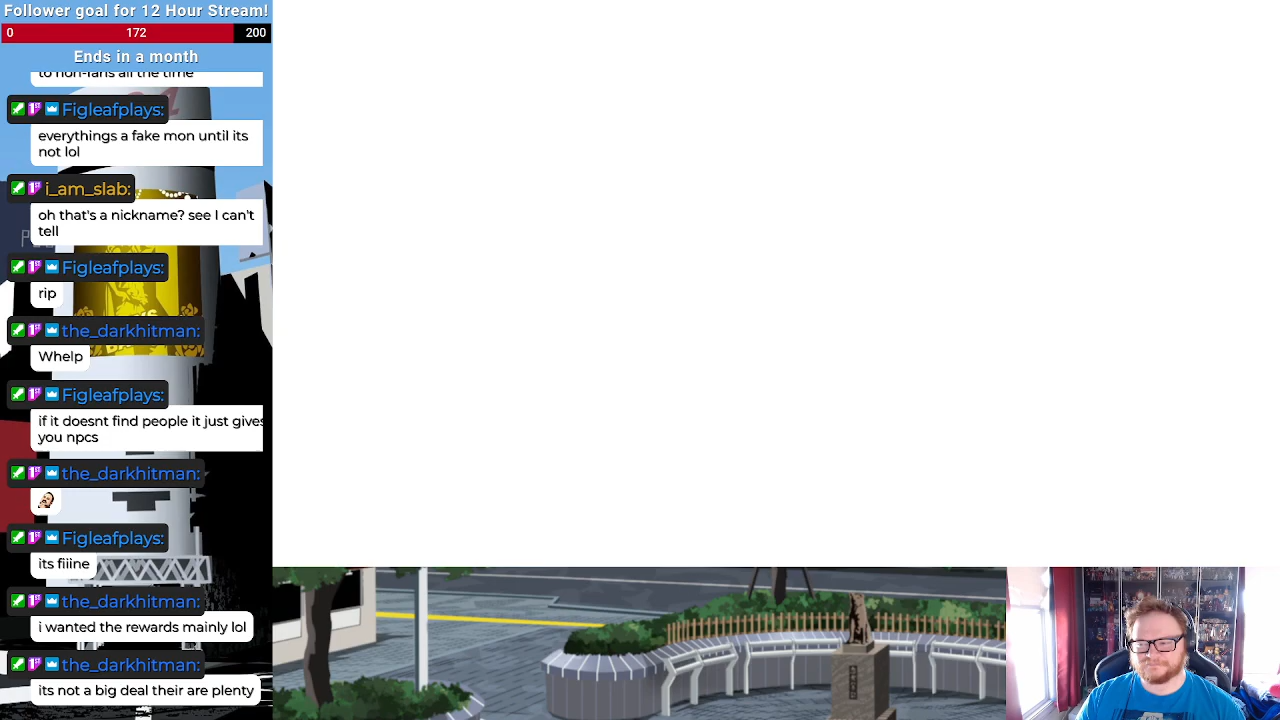 Follower goal for 12 Hour Stream!
0 172 200
Ends in a month
to non-fans all the time
Figleafplays:
everythings a fake mon until its
not lol
i_am_slab:
oh that's a nickname? see I can't
tell
Figleafplays:
rip
the_darkhitman:
Whelp
Figleafplays:
if it doesnt find people it just gives
you npcs
the_darkhitman:
Figleafplays:
its fiiine
the_darkhitman:
i wanted the rewards mainly lol
the_darkhitman:
its not a big deal their are plenty